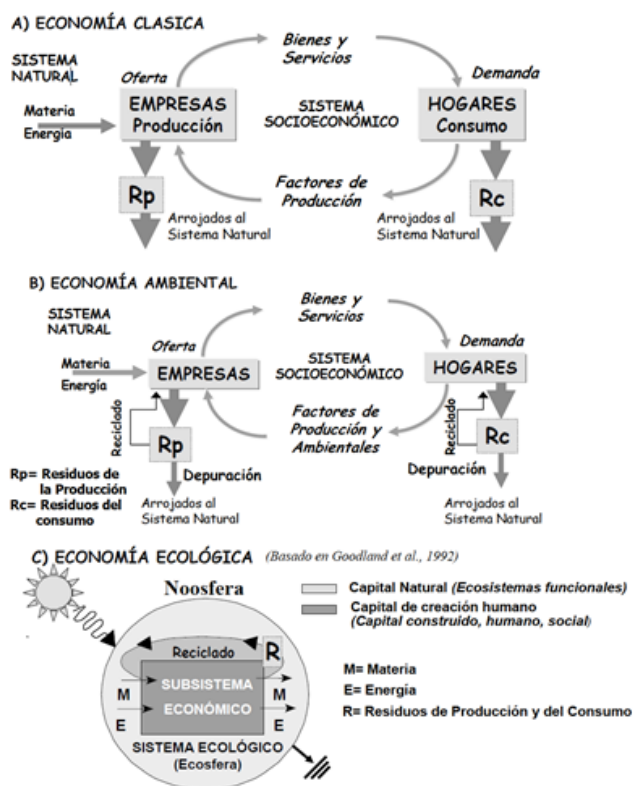 A) ECONOMÍA CLASICA
SISTEMA
NATURAL
Bienes y
Servicios
Oferta
Demanda
Materia
Energía
EMPRESAS
Producción
SISTEMA
SOCIOECONÓMICO
HOGARES
Consumo
Factores de
Producción
Rp
Rc
Arrojados al
Sistema Natural
Arrojados al
Sistema Natural
B) ECONOMÍA AMBIENTAL
SISTEMA
NATURAL
Bienes y
Servicios
Oferta
Demanda
Materia
Energía
EMPRESAS
SISTEMA
SOCIOECONÓMICO
HOGARES
Reciclado
Factores de
Producción y
Ambientales
Reciclado
Rp
Rc
Depuración
Depuración
Rp= Residuos de
la Producción
Rc= Residuos del
consumo
Arrojados al
Sistema Natural
Arrojados al
Sistema Natural
C) ECONOMÍA ECOLÓGICA (Basado en Goodland et al., 1992)
Noosfera
Capital Natural (Ecosistemas funcionales)
Capital de creación humano
(Capital construido, humano, social)
Reciclado
R
M
SUBSISTEMA
M
E
ECONÓMICO
E
SISTEMA ECOLÓGICO
(Ecosfera)
M= Materia
E= Energía
R= Residuos de Producción y del Consumo